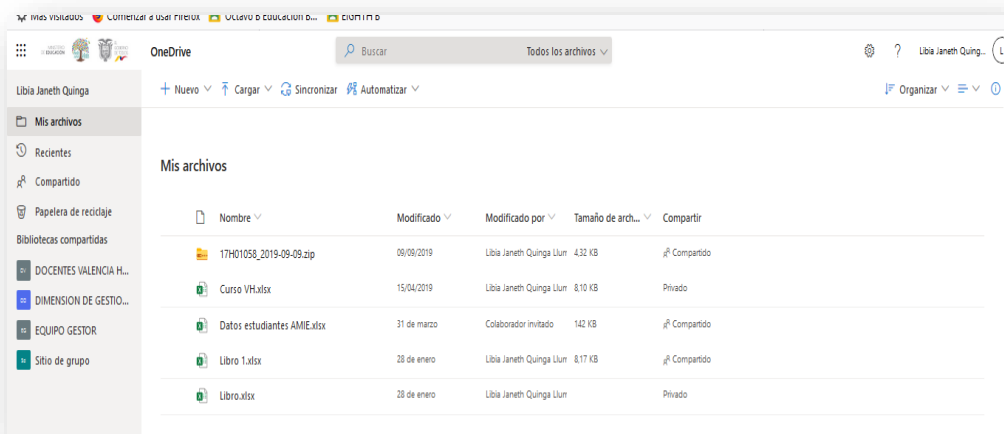 Más visitados Comenzar a usar Firefox Octavo B Educación B... EIGHTH B
OneDrive Buscar Todos los archivos ? Libia Janeth Quing... L
Libia Janeth Quinga + Nuevo Cargar Sincronizar Automatizar Organizar
Mis archivos
Recientes
Compartido
Papelera de reciclaje
Bibliotecas compartidas
DOCENTES VALENCIA H...
DIMENSION DE GESTIO...
EQUIPO GESTOR
Sitio de grupo
Mis archivos
Nombre Modificado Modificado por Tamaño de arch... Compartir
17H01058_2019-09-09.zip 09/09/2019 Libia Janeth Quinga Llum 4,32 KB Compartido
Curso VH.xlsx 15/04/2019 Libia Janeth Quinga Llum 8,10 KB Privado
Datos estudiantes AMIE.xlsx 31 de marzo Colaborador invitado 142 KB Compartido
Libro 1.xlsx 28 de enero Libia Janeth Quinga Llum 8,17 KB Compartido
Libro.xlsx 28 de enero Libia Janeth Quinga Llum Privado